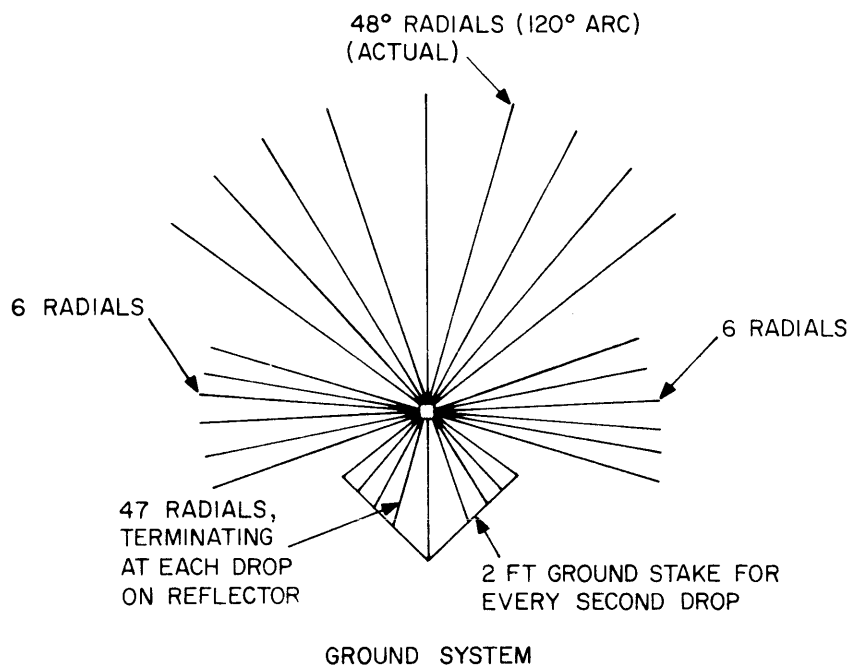 48° RADIALS (120° ARC)
(ACTUAL)
6 RADIALS
6 RADIALS
47 RADIALS,
TERMINATING
AT EACH DROP
ON REFLECTOR
2 FT GROUND STAKE FOR
EVERY SECOND DROP
GROUND SYSTEM